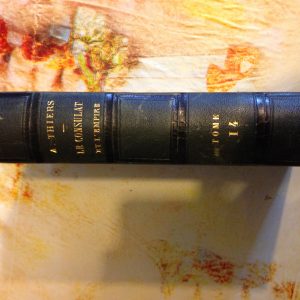 A. THIERS
LE CONSULAT
ET L'EMPIRE
TOME
14